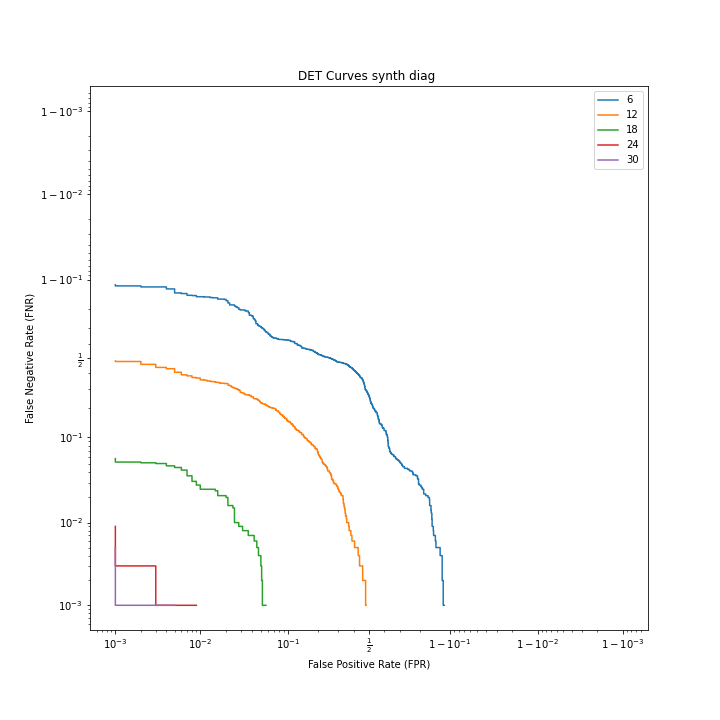 DET Curves synth diag
6
12
18
24
30
False Negative Rate (FNR)
1 − 10⁻³
1 − 10⁻²
1 − 10⁻¹
1/2
10⁻¹
10⁻²
10⁻³
10⁻³ 10⁻² 10⁻¹ 1/2 1 − 10⁻¹ 1 − 10⁻² 1 − 10⁻³
False Positive Rate (FPR)